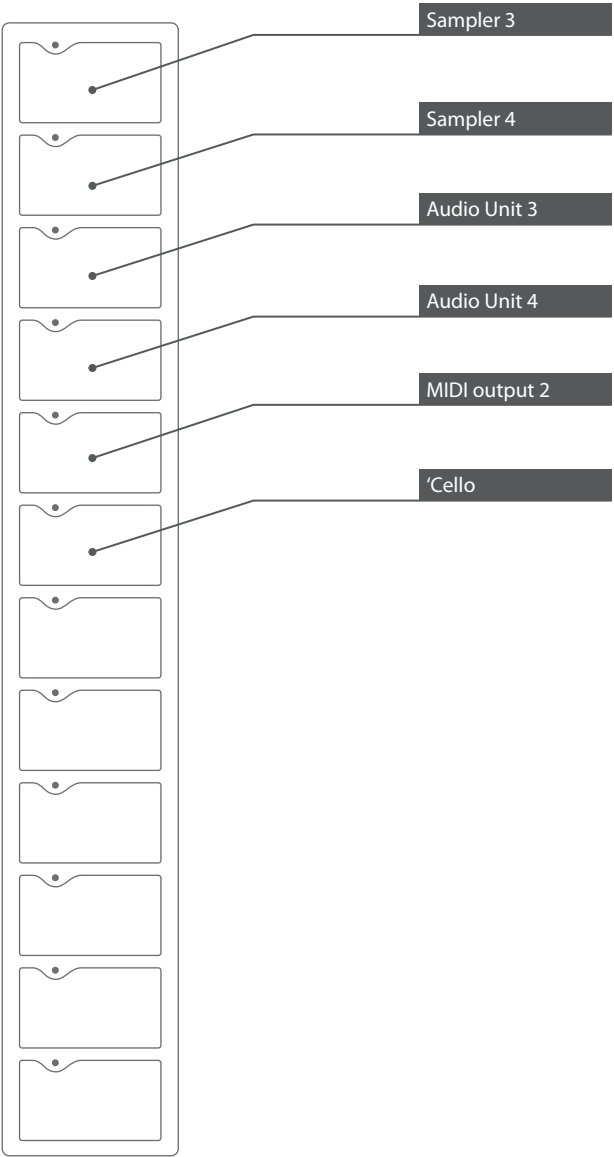 Sampler 3
Sampler 4
Audio Unit 3
Audio Unit 4
MIDI output 2
‘Cello